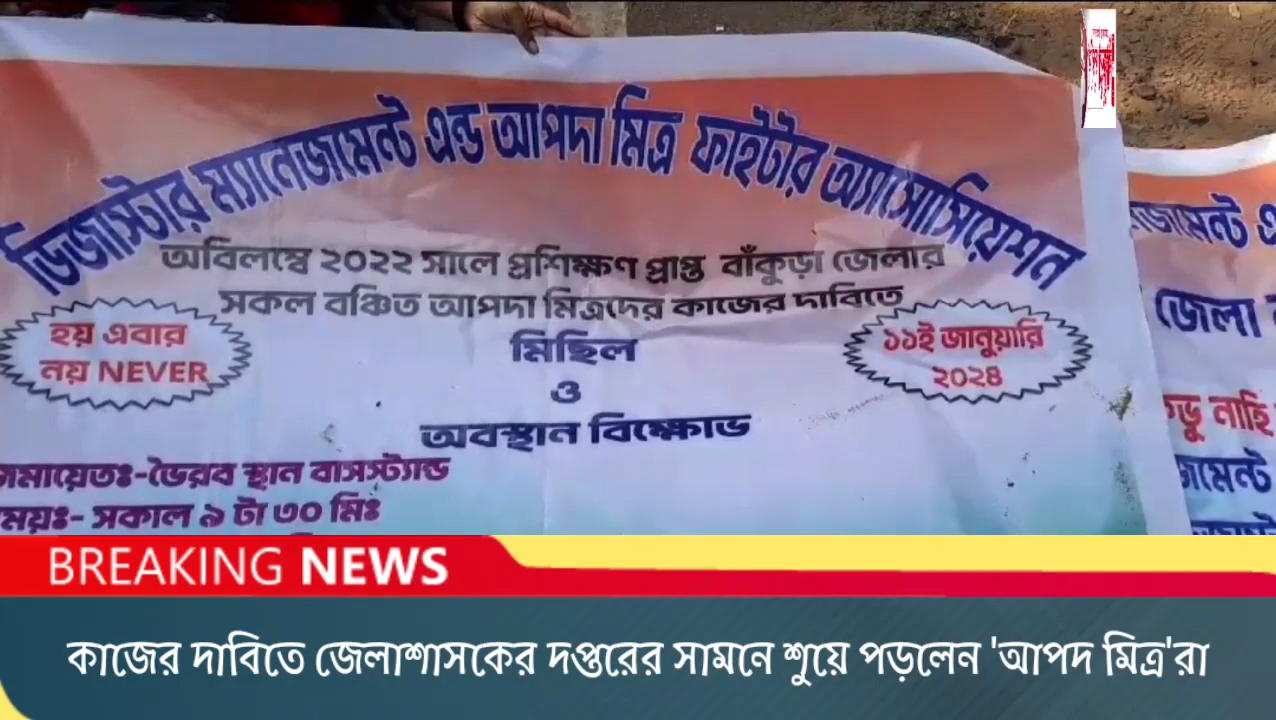 ডিজাস্টার ম্যানেজমেন্ট এন্ড আপদা মিত্র ফাইটার অ্যাসোসিয়েশন
অবিলম্বে ২০২২ সালে প্রশিক্ষণ প্রাপ্ত বাঁকুড়া জেলার
সকল বঞ্চিত আপদা মিত্রদের কাজের দাবিতে
হয় এবার
নয় NEVER
১১ই জানুয়ারি
২০২৪
মিছিল
ও
অবস্থান বিক্ষোভ
জমায়েতঃ-ভৈরব স্থান বাসস্ট্যান্ড
সময়ঃ- সকাল ৯ টা ৩০ মিঃ
জেলা
নাহি
BREAKING NEWS
কাজের দাবিতে জেলাশাসকের দপ্তরের সামনে শুয়ে পড়লেন 'আপদ মিত্র'রা